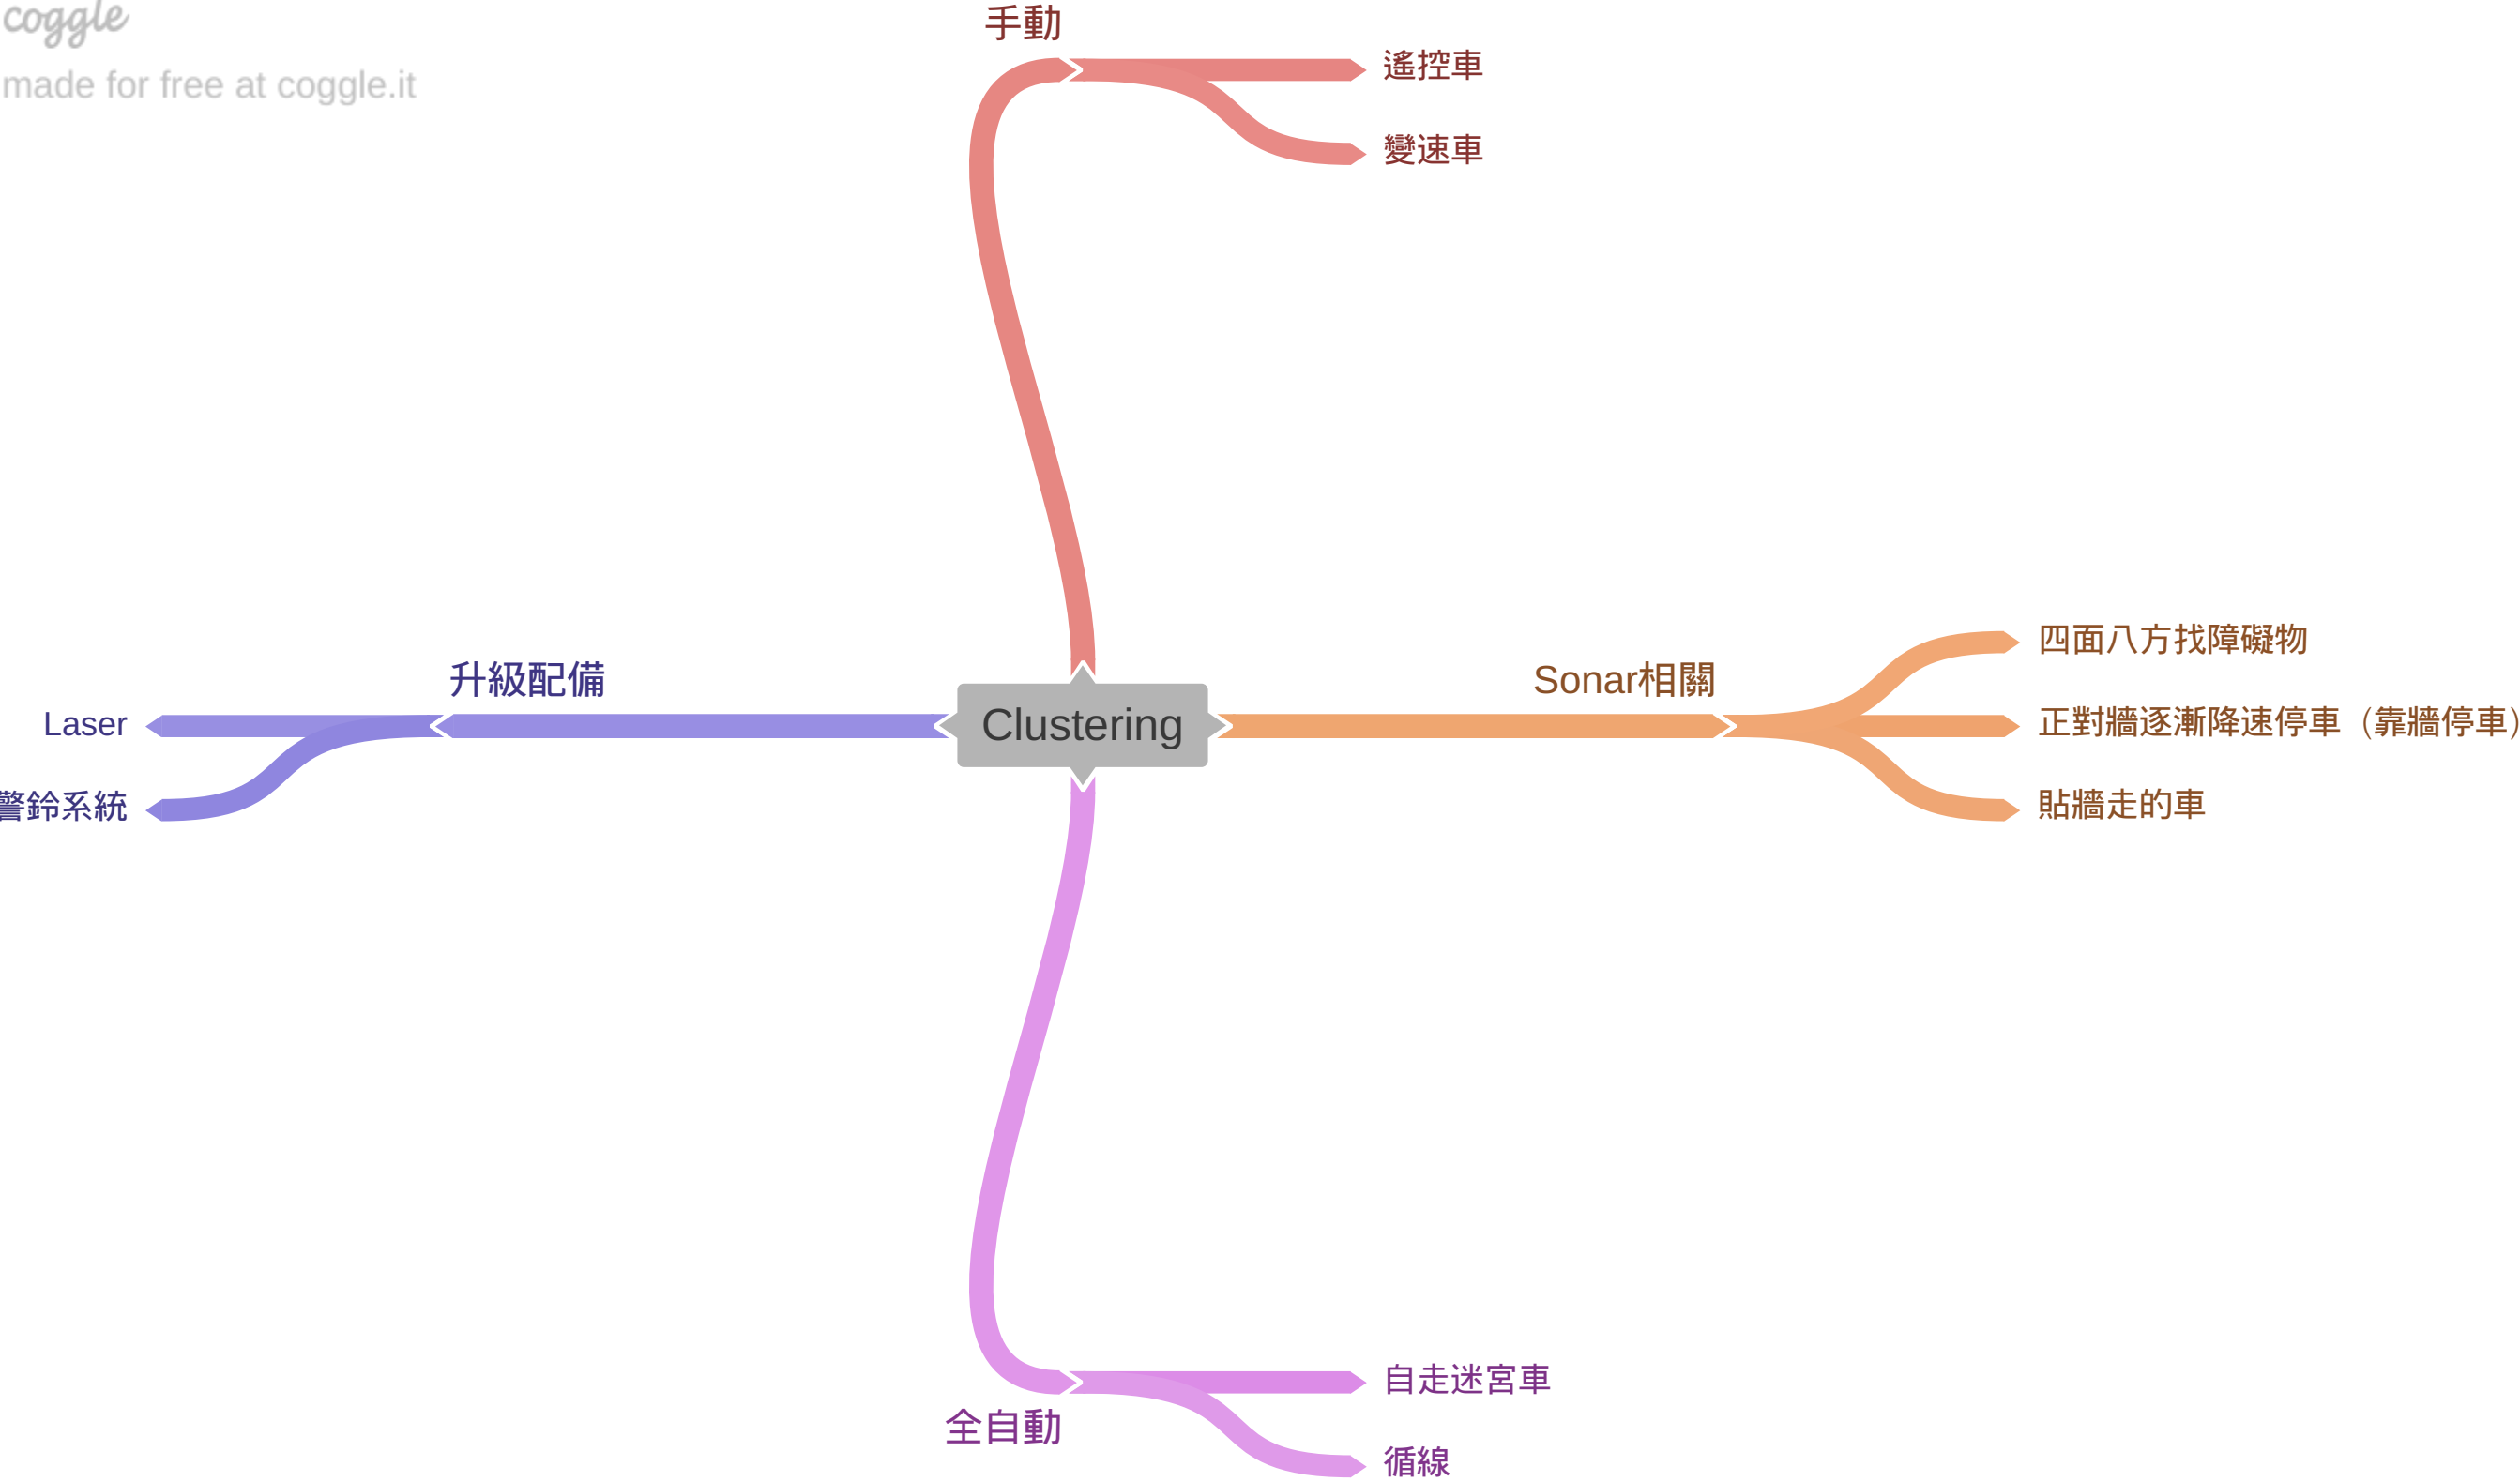 coggle
made for free at coggle.it
手動
遙控車
變速車
升級配備
Laser
警鈴系統
Clustering
Sonar相關
四面八方找障礙物
正對牆逐漸降速停車（靠牆停車）
貼牆走的車
全自動
自走迷宮車
循線